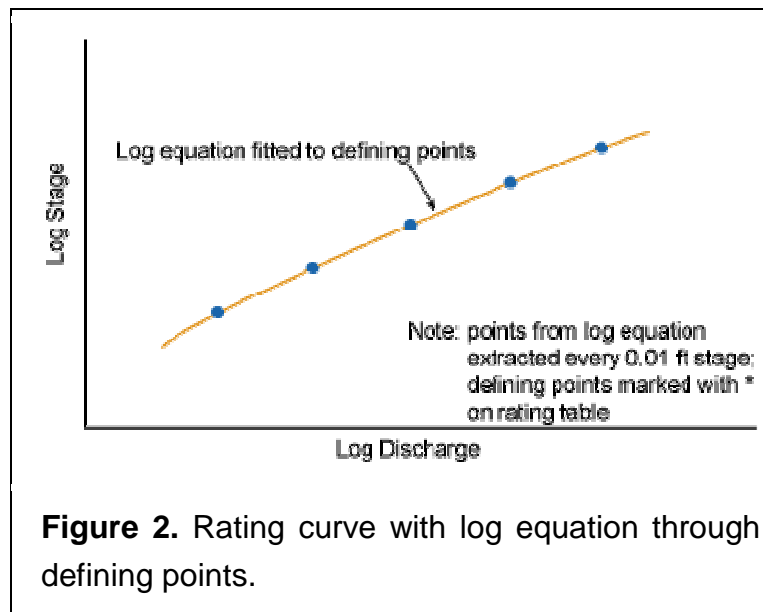 Log equation fitted to defining points
Log Stage
Note: points from log equation
extracted every 0.01 ft stage;
defining points marked with *
on rating table
Log Discharge
Figure 2. Rating curve with log equation through
defining points.